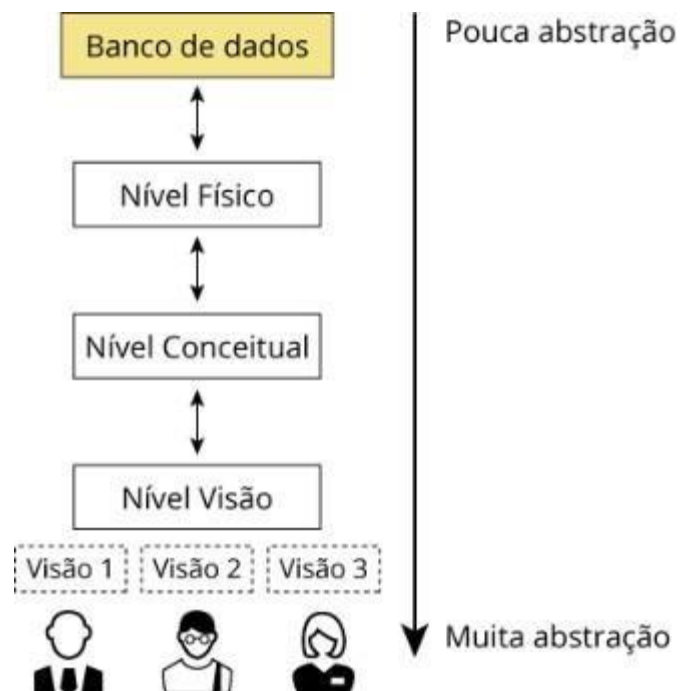 Banco de dados
Pouca abstração
Nível Físico
Nível Conceitual
Nível Visão
Visão 1
Visão 2
Visão 3
Muita abstração